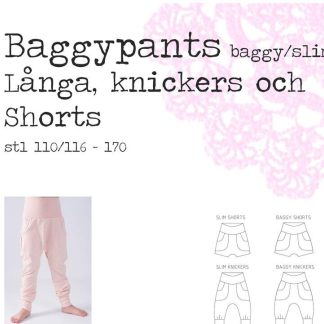 Baggypants baggy/slim
Långa, knickers och
Shorts
stl 110/116 - 170
SLIM SHORTS
BAGGY SHORTS
SLIM KNICKERS
BAGGY KNICKERS